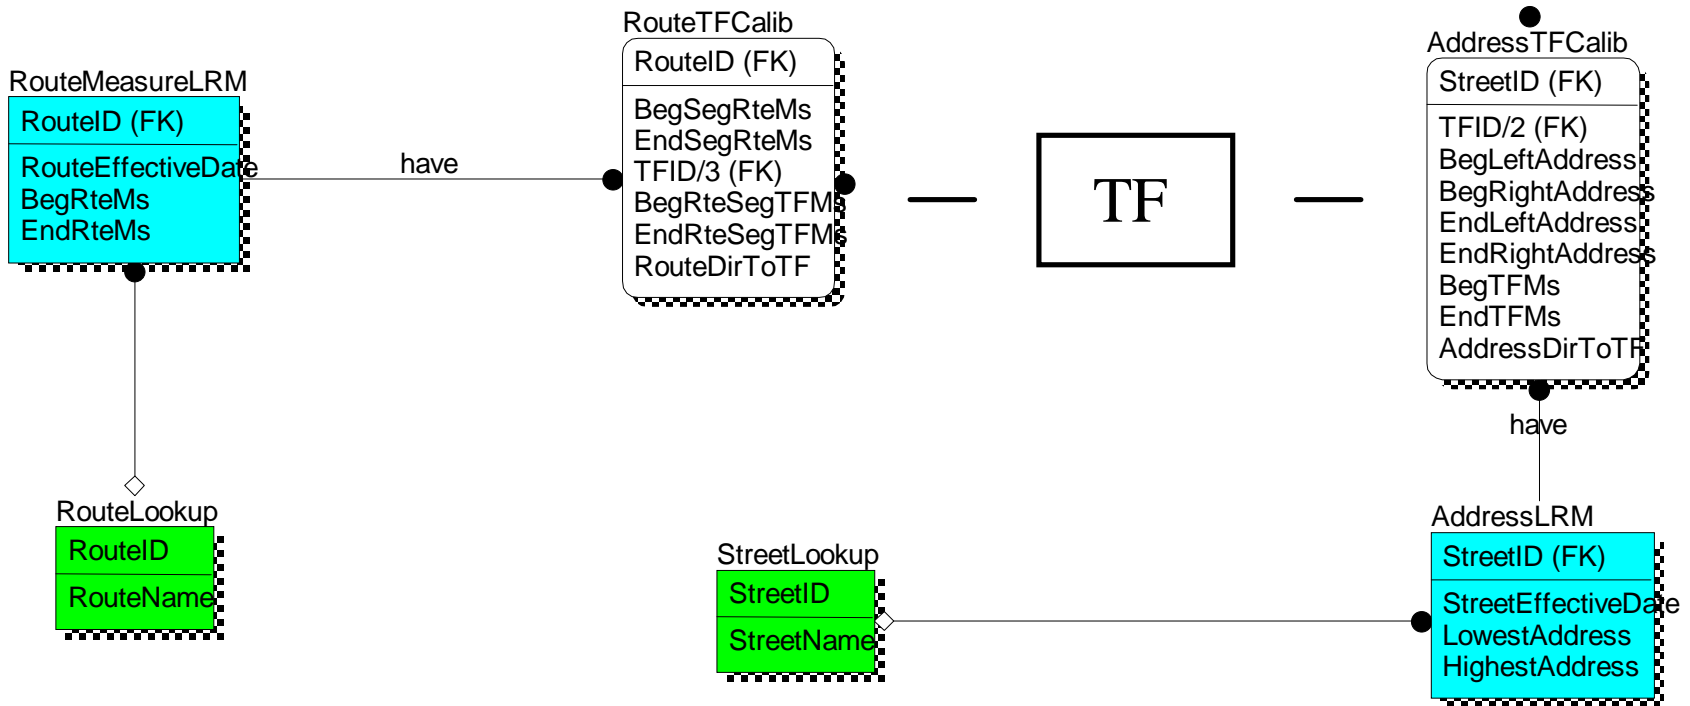 RouteMeasureLRM
RouteID (FK)
RouteEffectiveDate
BegRteMs
EndRteMs
have
RouteTFCalib
RouteID (FK)
BegSegRteMs
EndSegRteMs
TFID/3 (FK)
BegRteSegTFMs
EndRteSegTFMs
RouteDirToTF
TF
AddressTFCalib
StreetID (FK)
TFID/2 (FK)
BegLeftAddress
BegRightAddress
EndLeftAddress
EndRightAddress
BegTFMs
EndTFMs
AddressDirToTF
have
RouteLookup
RouteID
RouteName
StreetLookup
StreetID
StreetName
AddressLRM
StreetID (FK)
StreetEffectiveDate
LowestAddress
HighestAddress